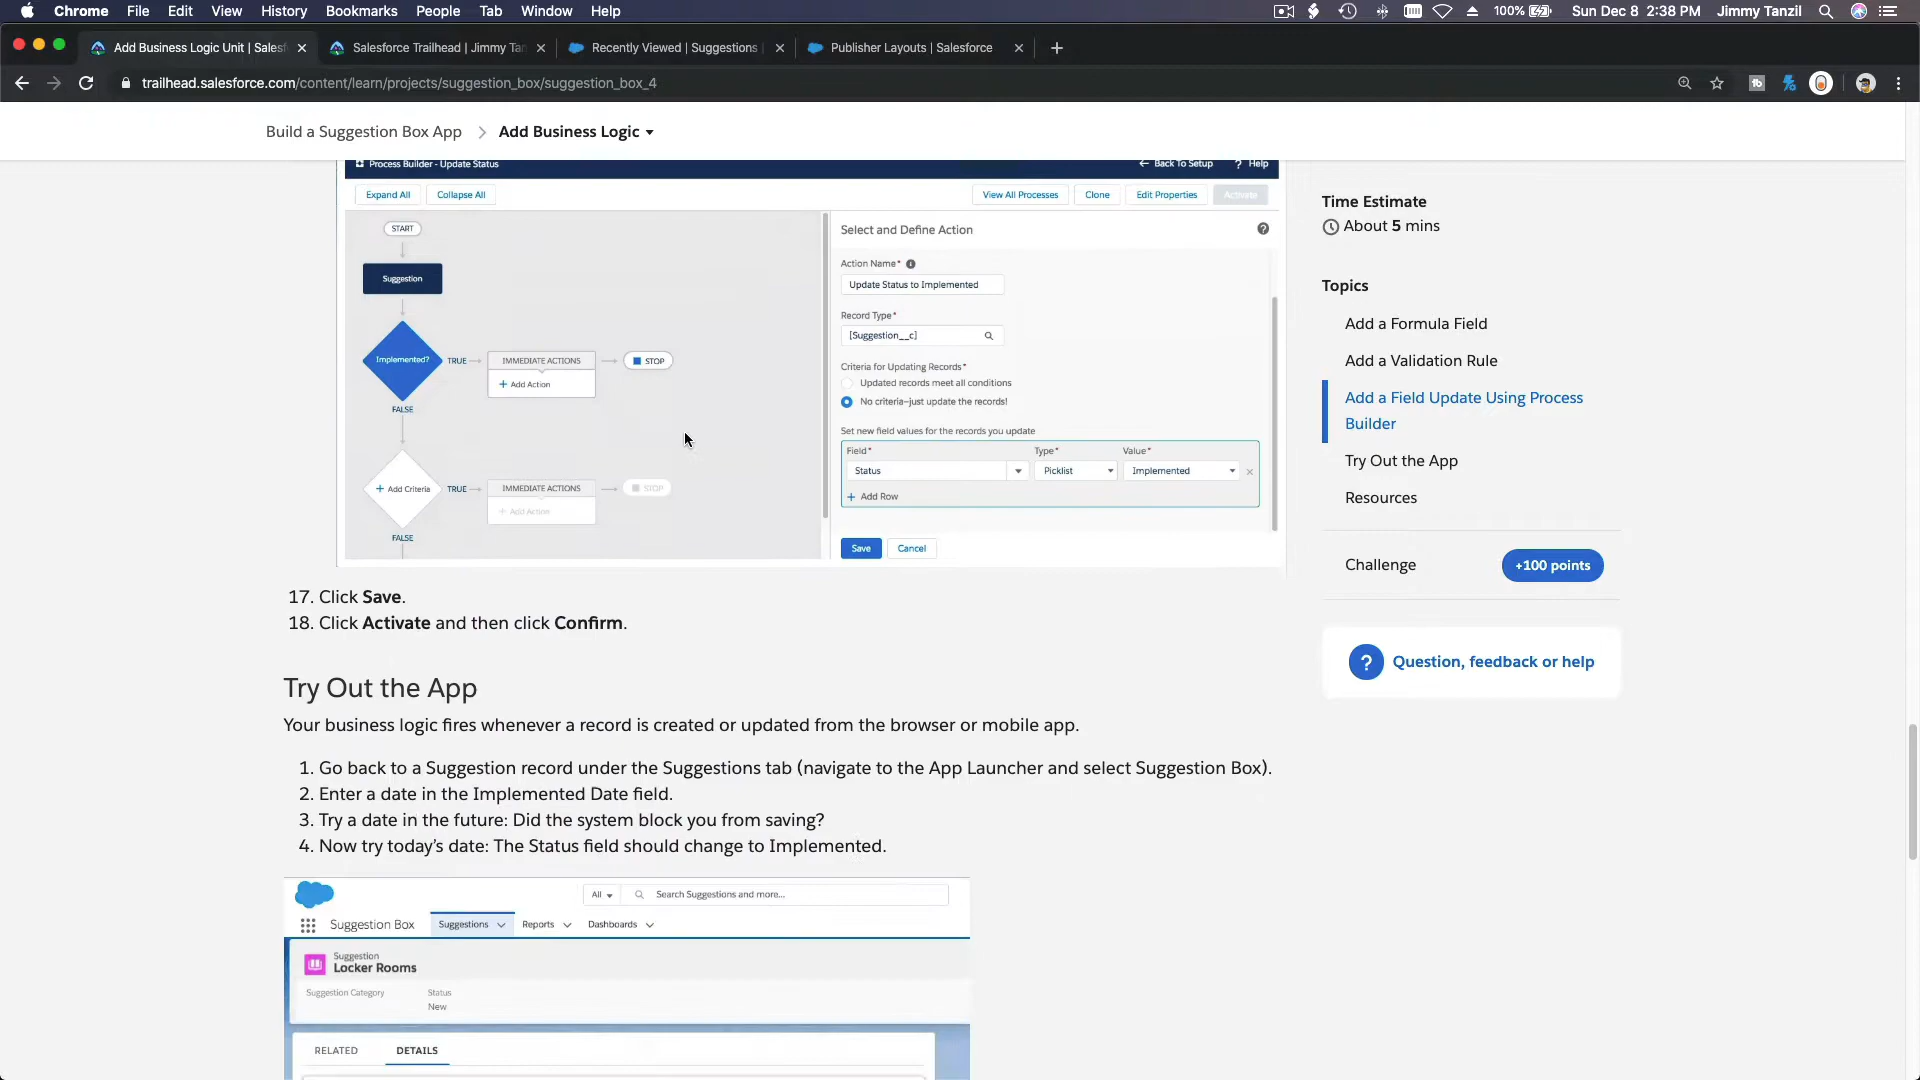 Chrome File Edit View History Bookmarks People Tab Window Help 100% Sun Dec 8 2:38 PM Jimmy Tanzil
Add Business Logic Unit | Salesf Salesforce Trailhead | Jimmy Tan Recently Viewed | Suggestions | Publisher Layouts | Salesforce
trailhead.salesforce.com/content/learn/projects/suggestion_box/suggestion_box_4
Build a Suggestion Box App Add Business Logic
Process Builder - Update Status Back To Setup ? Help
Expand All Collapse All View All Processes Clone Edit Properties Activate
START
Suggestion
Implemented? TRUE IMMEDIATE ACTIONS STOP
+ Add Action
FALSE
+ Add Criteria TRUE IMMEDIATE ACTIONS STOP
+ Add Action
FALSE
Select and Define Action
Action Name*
Update Status to Implemented
Record Type*
[Suggestion__c]
Criteria for Updating Records*
Updated records meet all conditions
No criteria—just update the records!
Set new field values for the records you update
Field* Type* Value*
Status Picklist Implemented
+ Add Row
Save Cancel
17. Click Save.
18. Click Activate and then click Confirm.
Try Out the App
Your business logic fires whenever a record is created or updated from the browser or mobile app.
1. Go back to a Suggestion record under the Suggestions tab (navigate to the App Launcher and select Suggestion Box).
2. Enter a date in the Implemented Date field.
3. Try a date in the future: Did the system block you from saving?
4. Now try today’s date: The Status field should change to Implemented.
All Search Suggestions and more...
Suggestion Box Suggestions Reports Dashboards
Suggestion
Locker Rooms
Suggestion Category Status
New
RELATED DETAILS
Time Estimate
About 5 mins
Topics
Add a Formula Field
Add a Validation Rule
Add a Field Update Using Process
Builder
Try Out the App
Resources
Challenge +100 points
? Question, feedback or help